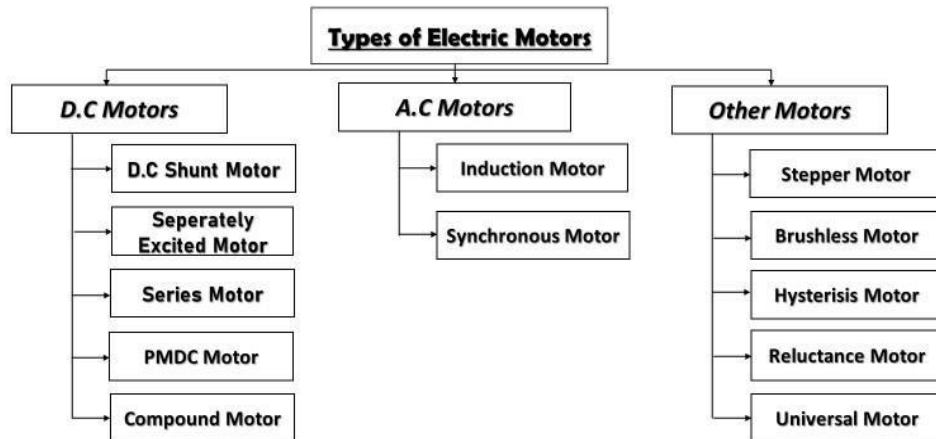 Types of Electric Motors
D.C Motors
D.C Shunt Motor
Seperately
Excited Motor
Series Motor
PMDC Motor
Compound Motor
A.C Motors
Induction Motor
Synchronous Motor
Other Motors
Stepper Motor
Brushless Motor
Hysterisis Motor
Reluctance Motor
Universal Motor